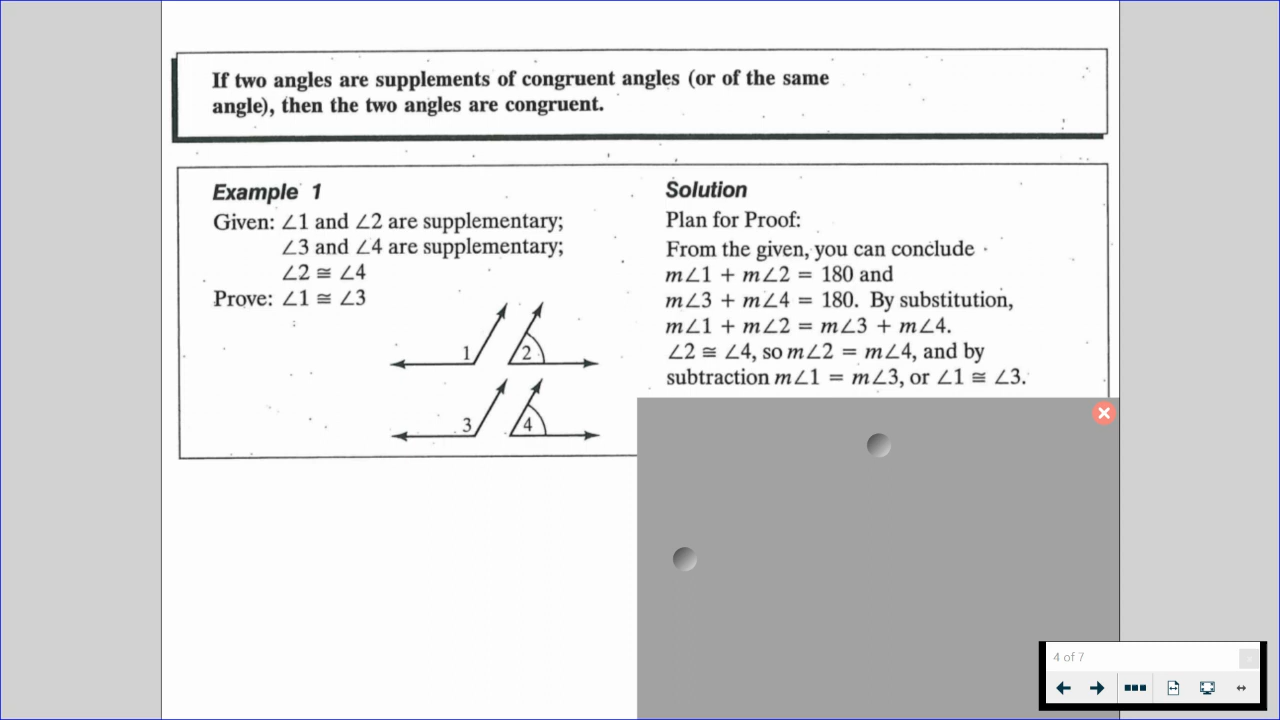 If two angles are supplements of congruent angles (or of the same
angle), then the two angles are congruent.
Example 1
Given: ∠1 and ∠2 are supplementary;
∠3 and ∠4 are supplementary;
∠2 ≅ ∠4
Prove: ∠1 ≅ ∠3
1
2
3
4
Solution
Plan for Proof:
From the given, you can conclude
m∠1 + m∠2 = 180 and
m∠3 + m∠4 = 180. By substitution,
m∠1 + m∠2 = m∠3 + m∠4.
∠2 ≅ ∠4, so m∠2 = m∠4, and by
subtraction m∠1 = m∠3, or ∠1 ≅ ∠3.
4 of 7